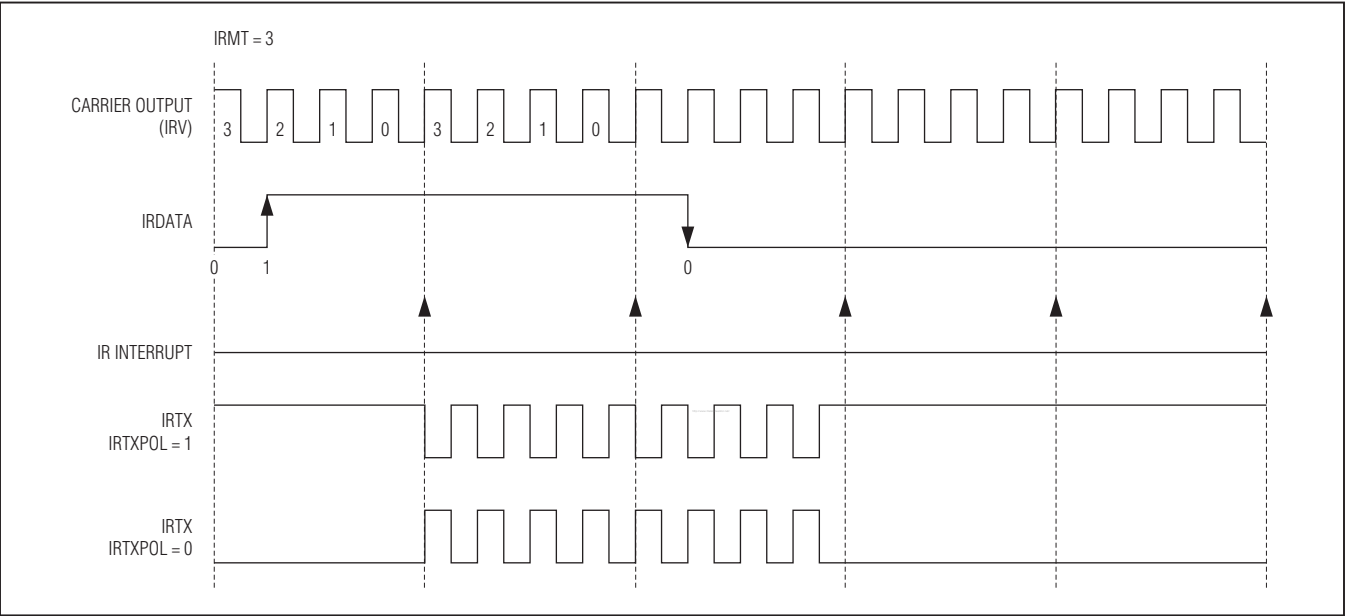 IRMT = 3
CARRIER OUTPUT
(IRV)
3 2 1 0 3 2 1 0
IRDATA
0 1 0
IR INTERRUPT
IRTX
IRTXPOL = 1
IRTX
IRTXPOL = 0